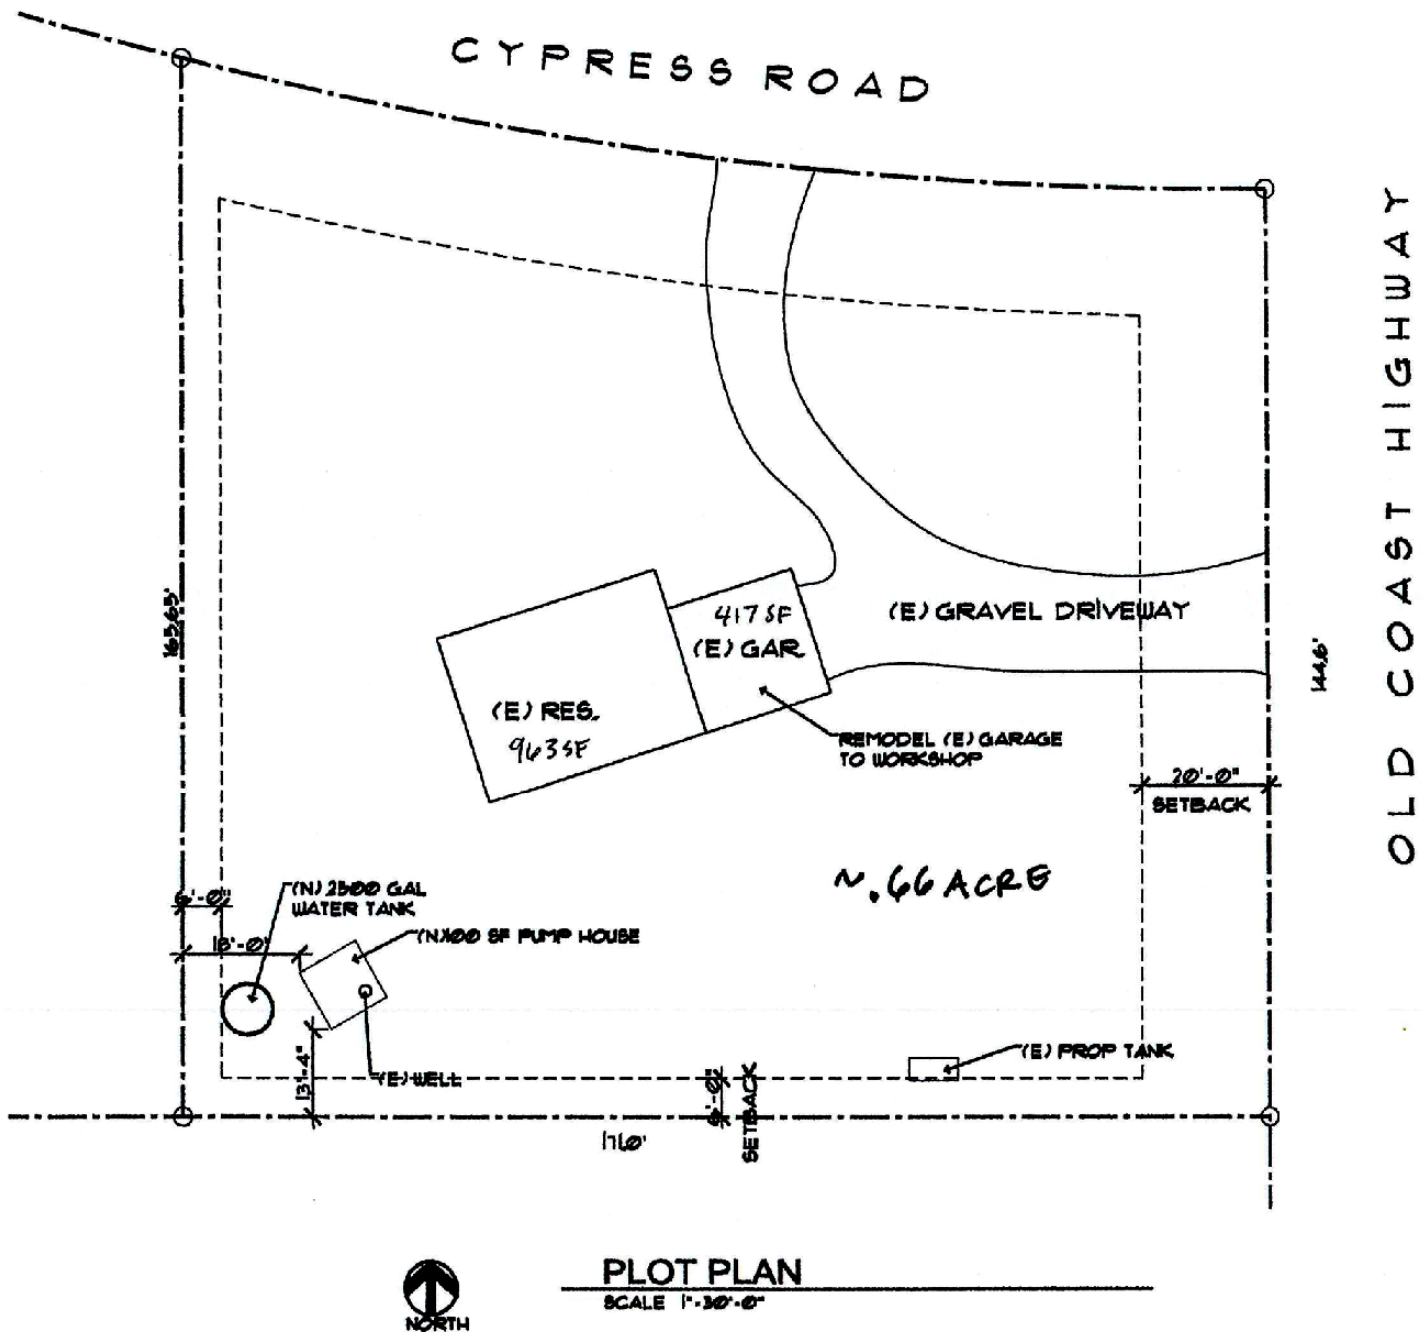 CYPRESS ROAD
OLD COAST HIGHWAY
417 SF
(E) GAR.
(E) GRAVEL DRIVEWAY
165.65'
144.6'
(E) RES.
963 SF
REMODEL (E) GARAGE
TO WORKSHOP
20'-0"
SETBACK
~.66 ACRE
6'-0"
(N) 2500 GAL
WATER TANK
(N) 100 SF PUMP HOUSE
18'-0"
13'-4"
(E) WELL
(E) PROP TANK
6'-0"
SETBACK
PLOT PLAN
SCALE 1"-30'-0"
NORTH